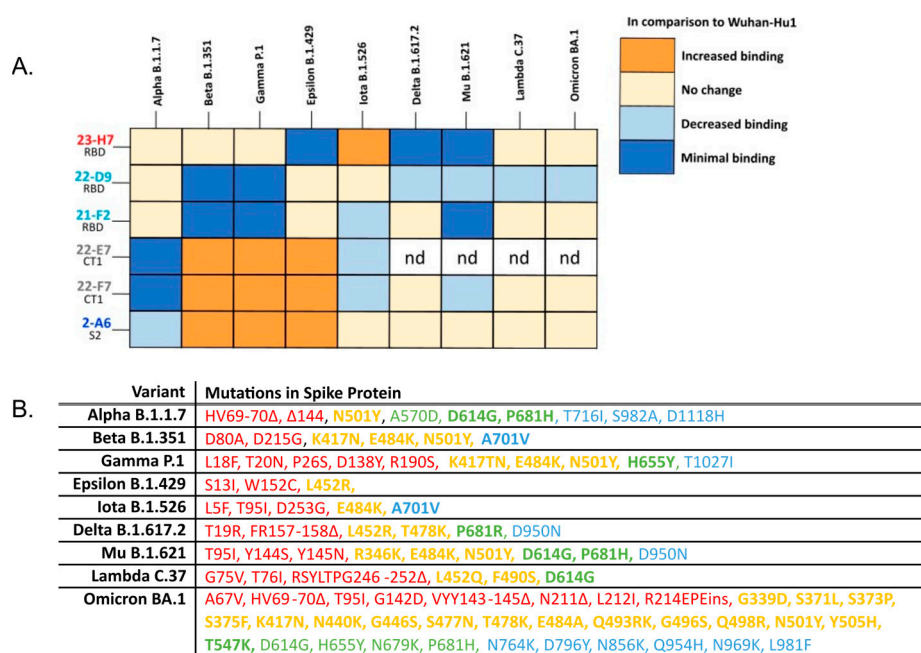 In comparison to Wuhan-Hu1
A.
Alpha B.1.1.7
Beta B.1.351
Gamma P.1
Epsilon B.1.429
Iota B.1.526
Delta B.1.617.2
Mu B.1.621
Lambda C.37
Omicron BA.1
Increased binding
No change
Decreased binding
Minimal binding
23-H7
RBD
22-D9
RBD
21-F2
RBD
22-E7
CT1
nd nd nd nd
22-F7
CT1
2-A6
S2
B.
Variant Mutations in Spike Protein
Alpha B.1.1.7 HV69-70Δ, Δ144, N501Y, A570D, D614G, P681H, T716I, S982A, D1118H
Beta B.1.351 D80A, D215G, K417N, E484K, N501Y, A701V
Gamma P.1 L18F, T20N, P26S, D138Y, R190S, K417TN, E484K, N501Y, H655Y, T1027I
Epsilon B.1.429 S13I, W152C, L452R,
Iota B.1.526 L5F, T95I, D253G, E484K, A701V
Delta B.1.617.2 T19R, FR157-158Δ, L452R, T478K, P681R, D950N
Mu B.1.621 T95I, Y144S, Y145N, R346K, E484K, N501Y, D614G, P681H, D950N
Lambda C.37 G75V, T76I, RSYLTPG246-252Δ, L452Q, F490S, D614G
Omicron BA.1 A67V, HV69-70Δ, T95I, G142D, VYY143-145Δ, N211Δ, L212I, R214EPEins, G339D, S371L, S373P,
S375F, K417N, N440K, G446S, S477N, T478K, E484A, Q493RK, G496S, Q498R, N501Y, Y505H,
T547K, D614G, H655Y, N679K, P681H, N764K, D796Y, N856K, Q954H, N969K, L981F